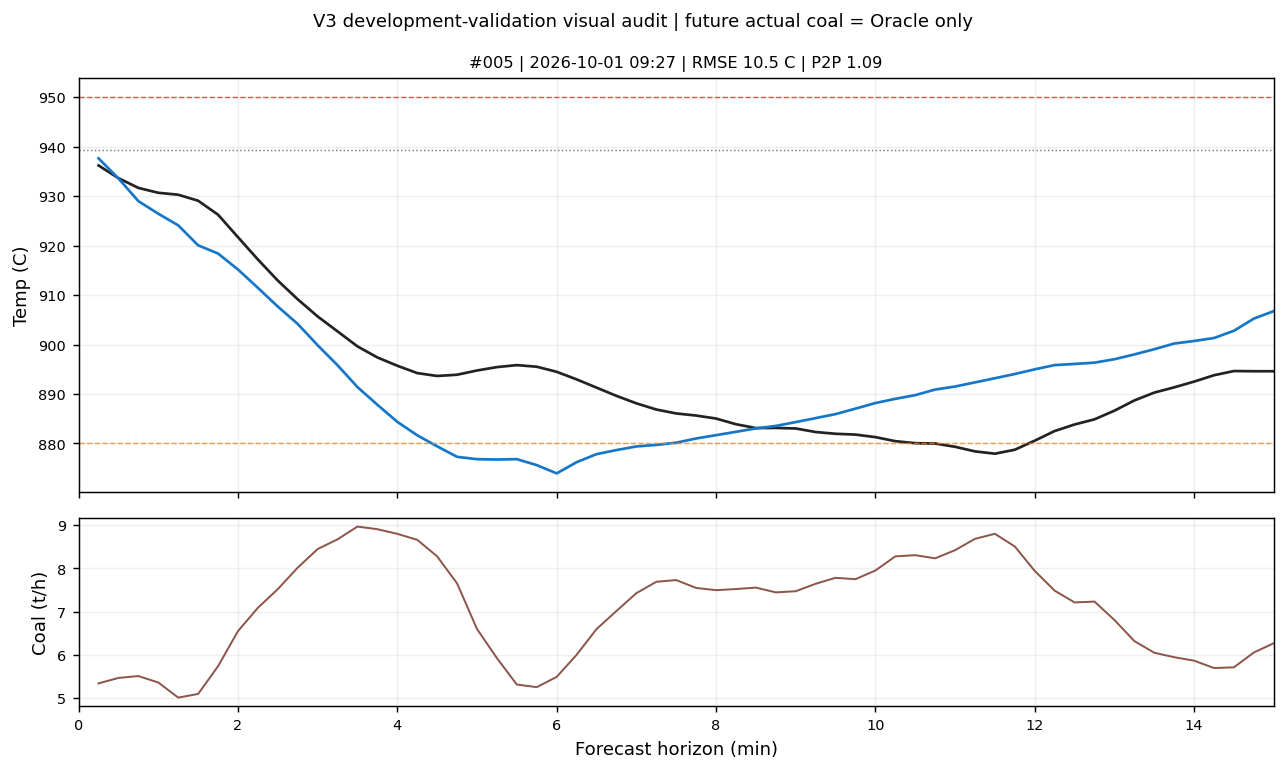 V3 development-validation visual audit | future actual coal = Oracle only
#005 | 2026-10-01 09:27 | RMSE 10.5 C | P2P 1.09
Temp (C)
950
940
930
920
910
900
890
880
Coal (t/h)
9
8
7
6
5
0 2 4 6 8 10 12 14
Forecast horizon (min)